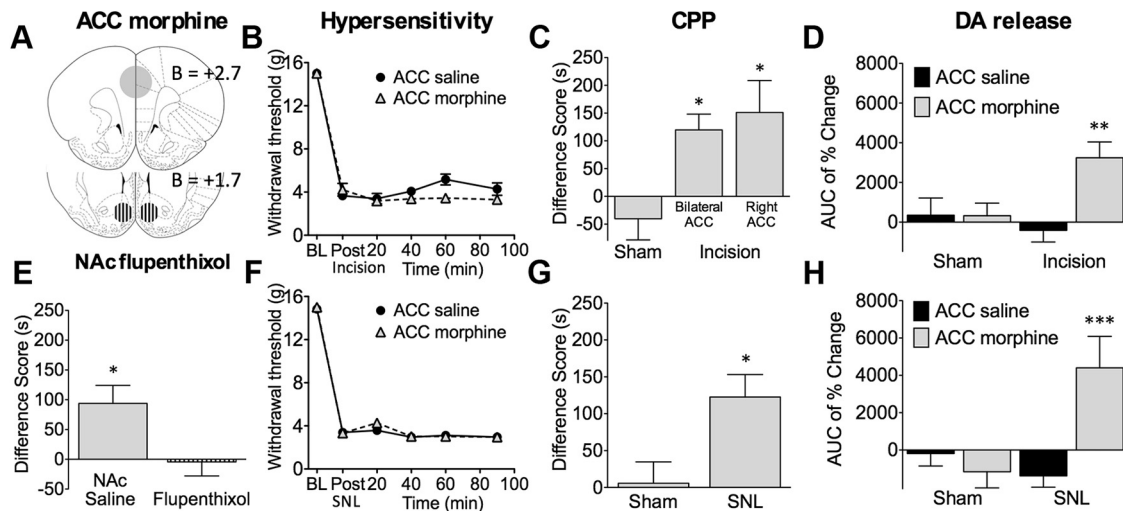 ACC morphine
Hypersensitivity
CPP
DA release
A
B = +2.7
B = +1.7
B
Withdrawal threshold (g)
16
12
8
4
0
ACC saline
ACC morphine
BL Post 20 40 60 80 100
Incision Time (min)
C
Difference Score (s)
250
200
150
100
50
0
-50
*
*
Bilateral Right
ACC ACC
Sham Incision
D
AUC of % Change
8000
6000
4000
2000
0
ACC saline
ACC morphine
**
Sham Incision
NAc flupenthixol
E
Difference Score (s)
250
200
150
100
50
0
-50
*
NAc
Saline Flupenthixol
F
Withdrawal threshold (g)
16
12
8
4
0
ACC saline
ACC morphine
BL Post 20 40 60 80 100
SNL Time (min)
G
Difference Score (s)
250
200
150
100
50
0
*
Sham SNL
H
AUC of % Change
8000
6000
4000
2000
0
ACC saline
ACC morphine
***
Sham SNL